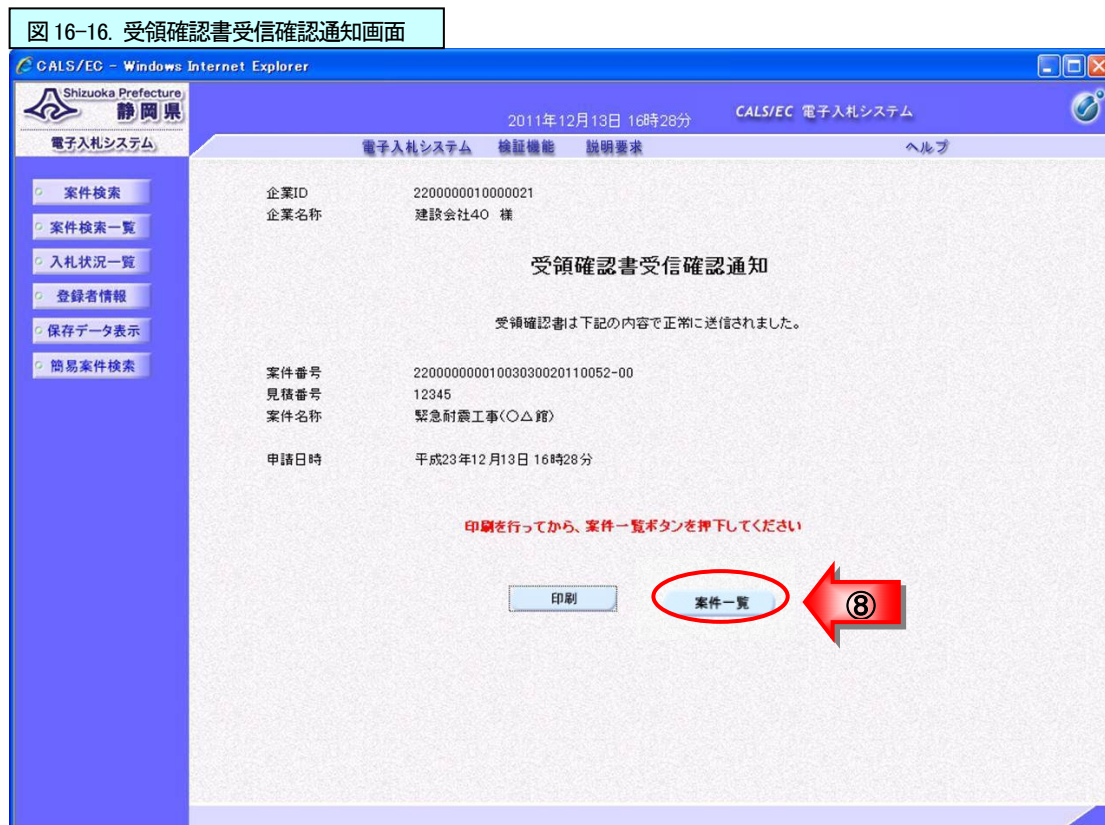 図 16-16. 受領確認書受信確認通知画面
CALS/EC - Windows Internet Explorer
Shizuoka Prefecture
静岡県
電子入札システム
2011年12月13日 16時28分
CALS/EC 電子入札システム
電子入札システム 検証機能 説明要求 ヘルプ
案件検索
案件検索一覧
入札状況一覧
登録者情報
保存データ表示
簡易案件検索
企業ID 2200000010000021
企業名称 建設会社40 様
受領確認書受信確認通知
受領確認書は下記の内容で正常に送信されました。
案件番号 22000000001003030020110052-00
見積番号 12345
案件名称 緊急耐震工事(○△館)
申請日時 平成23年12月13日 16時28分
印刷を行ってから、案件一覧ボタンを押下してください
印刷
案件一覧
⑧